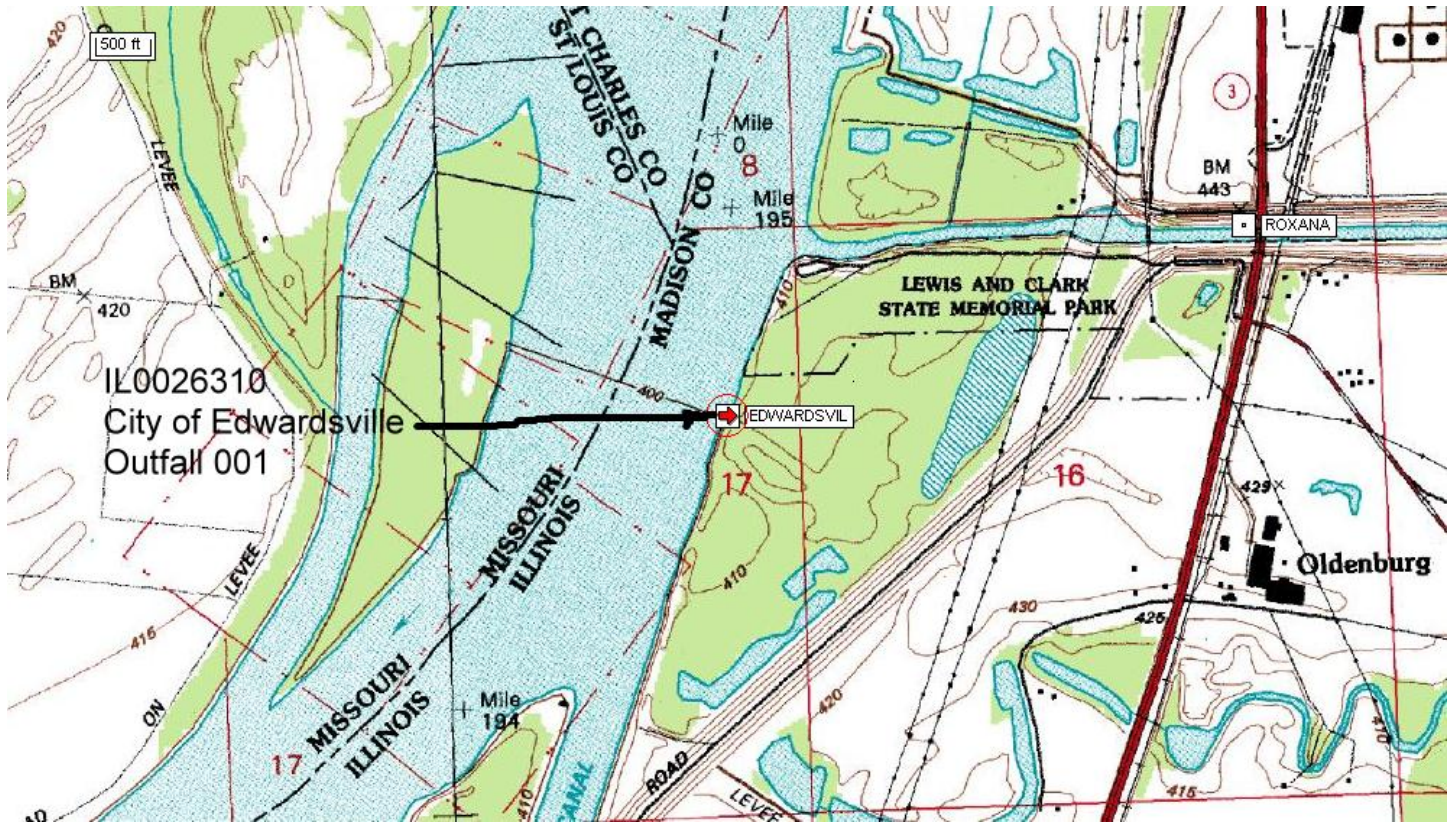 420
500 ft
ST CHARLES CO
ST LOUIS CO
Mile
0
8
3
LEVEE
MADISON CO
BM
443
Mile
195
ROXANA
BM
420
410
LEWIS AND CLARK
STATE MEMORIAL PARK
IL0026310
City of Edwardsville
Outfall 001
400
EDWARDSVIL
17
16
429
MISSOURI
ILLINOIS
LEVEE
410
Oldenburg
430
425
415
MISSOURI
ILLINOIS
Mile
194
ON
17
420
410
410
CANAL
ROAD
LEVEE
415